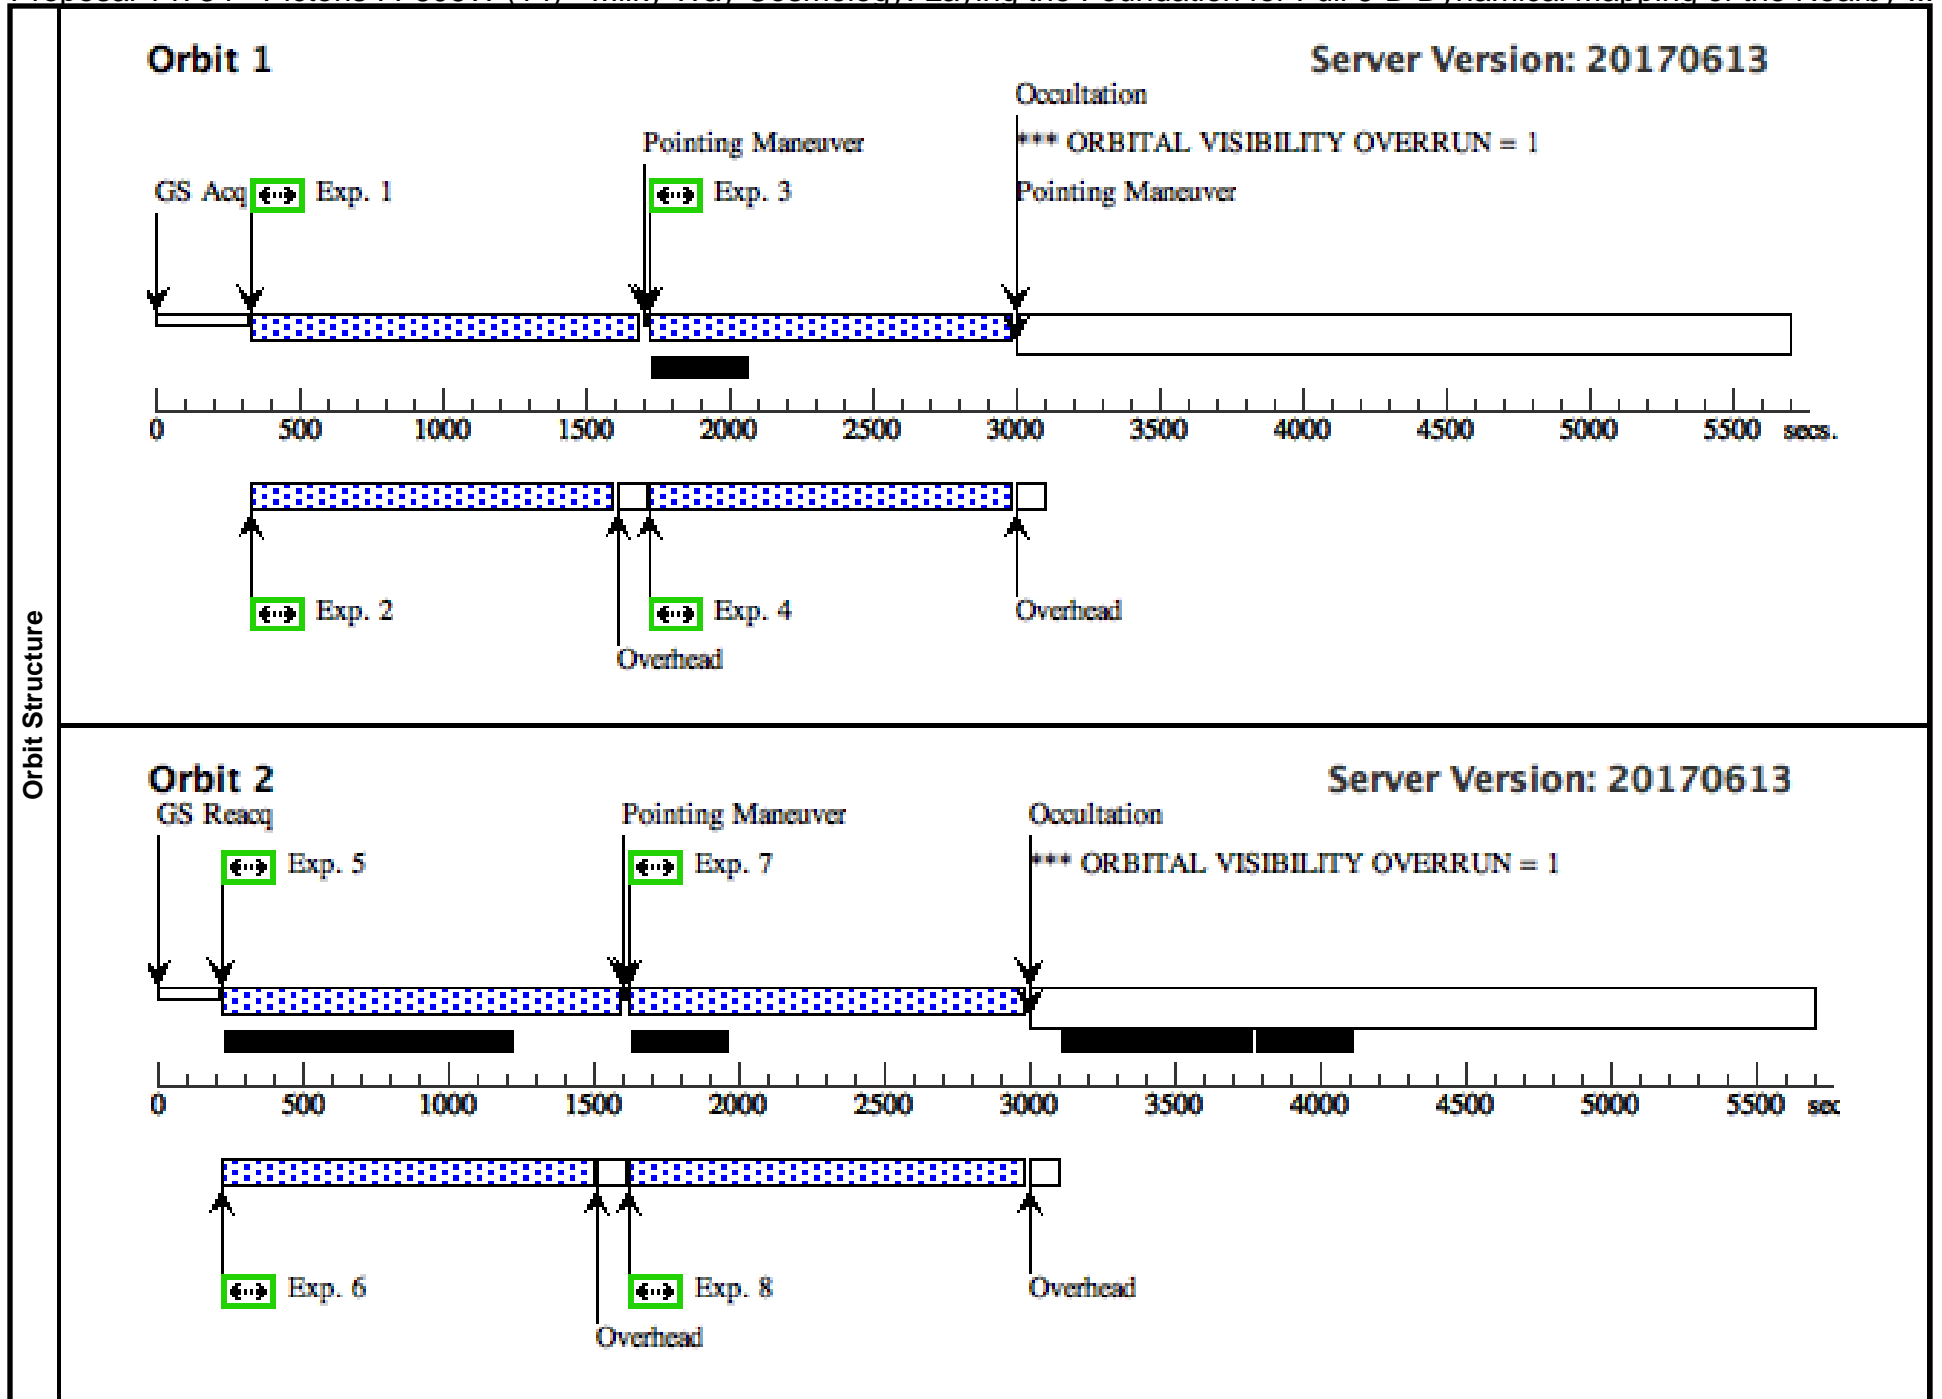 Orbit 1
Server Version: 20170613
Occultation
Pointing Maneuver
*** ORBITAL VISIBILITY OVERRUN = 1
GS Acq
Exp. 1
Exp. 3
Pointing Maneuver
0 500 1000 1500 2000 2500 3000 3500 4000 4500 5000 5500 secs.
Exp. 2
Exp. 4
Overhead
Overhead
Orbit Structure
Orbit 2
Server Version: 20170613
GS Reacq
Pointing Maneuver
Occultation
Exp. 5
Exp. 7
*** ORBITAL VISIBILITY OVERRUN = 1
0 500 1000 1500 2000 2500 3000 3500 4000 4500 5000 5500 sec
Exp. 6
Exp. 8
Overhead
Overhead